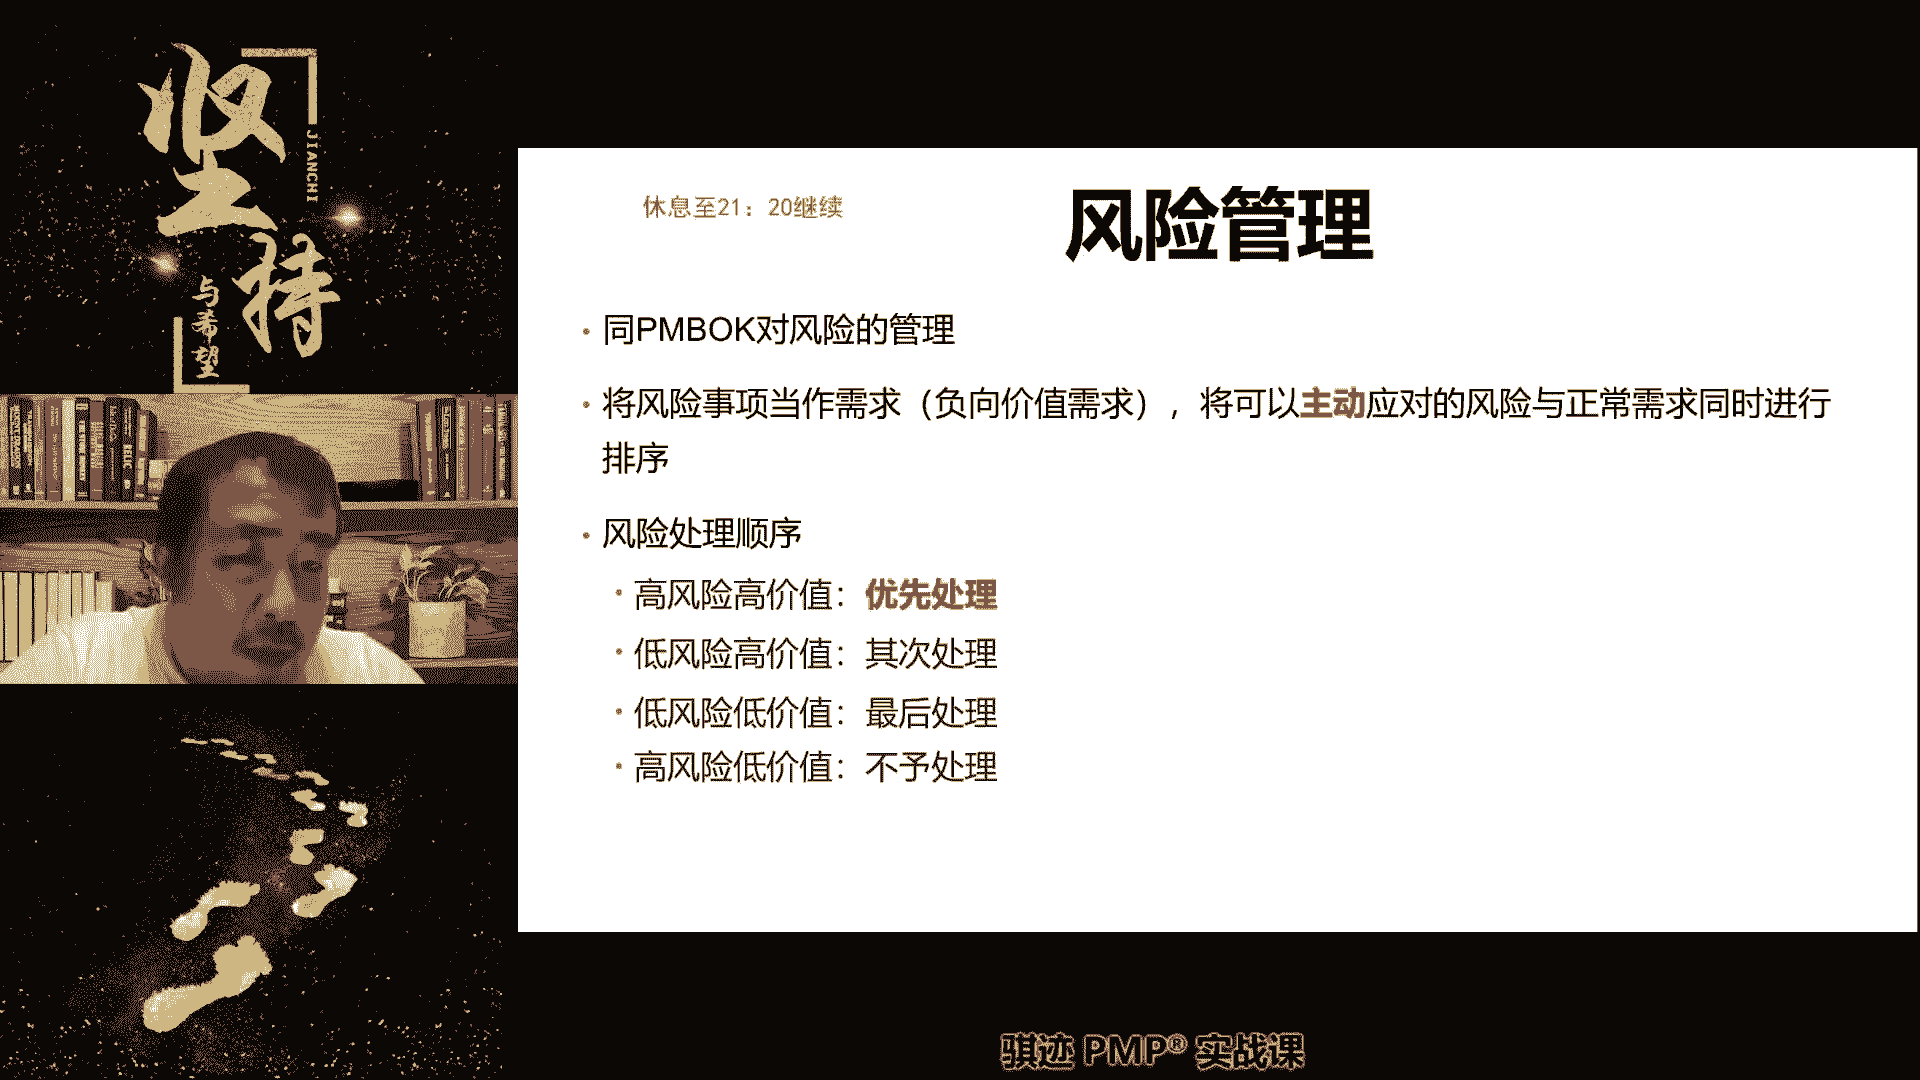 坚持
JIANCHI
与希望
休息至21：20继续
风险管理
同PMBOK对风险的管理
将风险事项当作需求（负向价值需求），将可以主动应对的风险与正常需求同时进行
排序
风险处理顺序
高风险高价值：优先处理
低风险高价值：其次处理
低风险低价值：最后处理
高风险低价值：不予处理
骐迹 PMP® 实战课